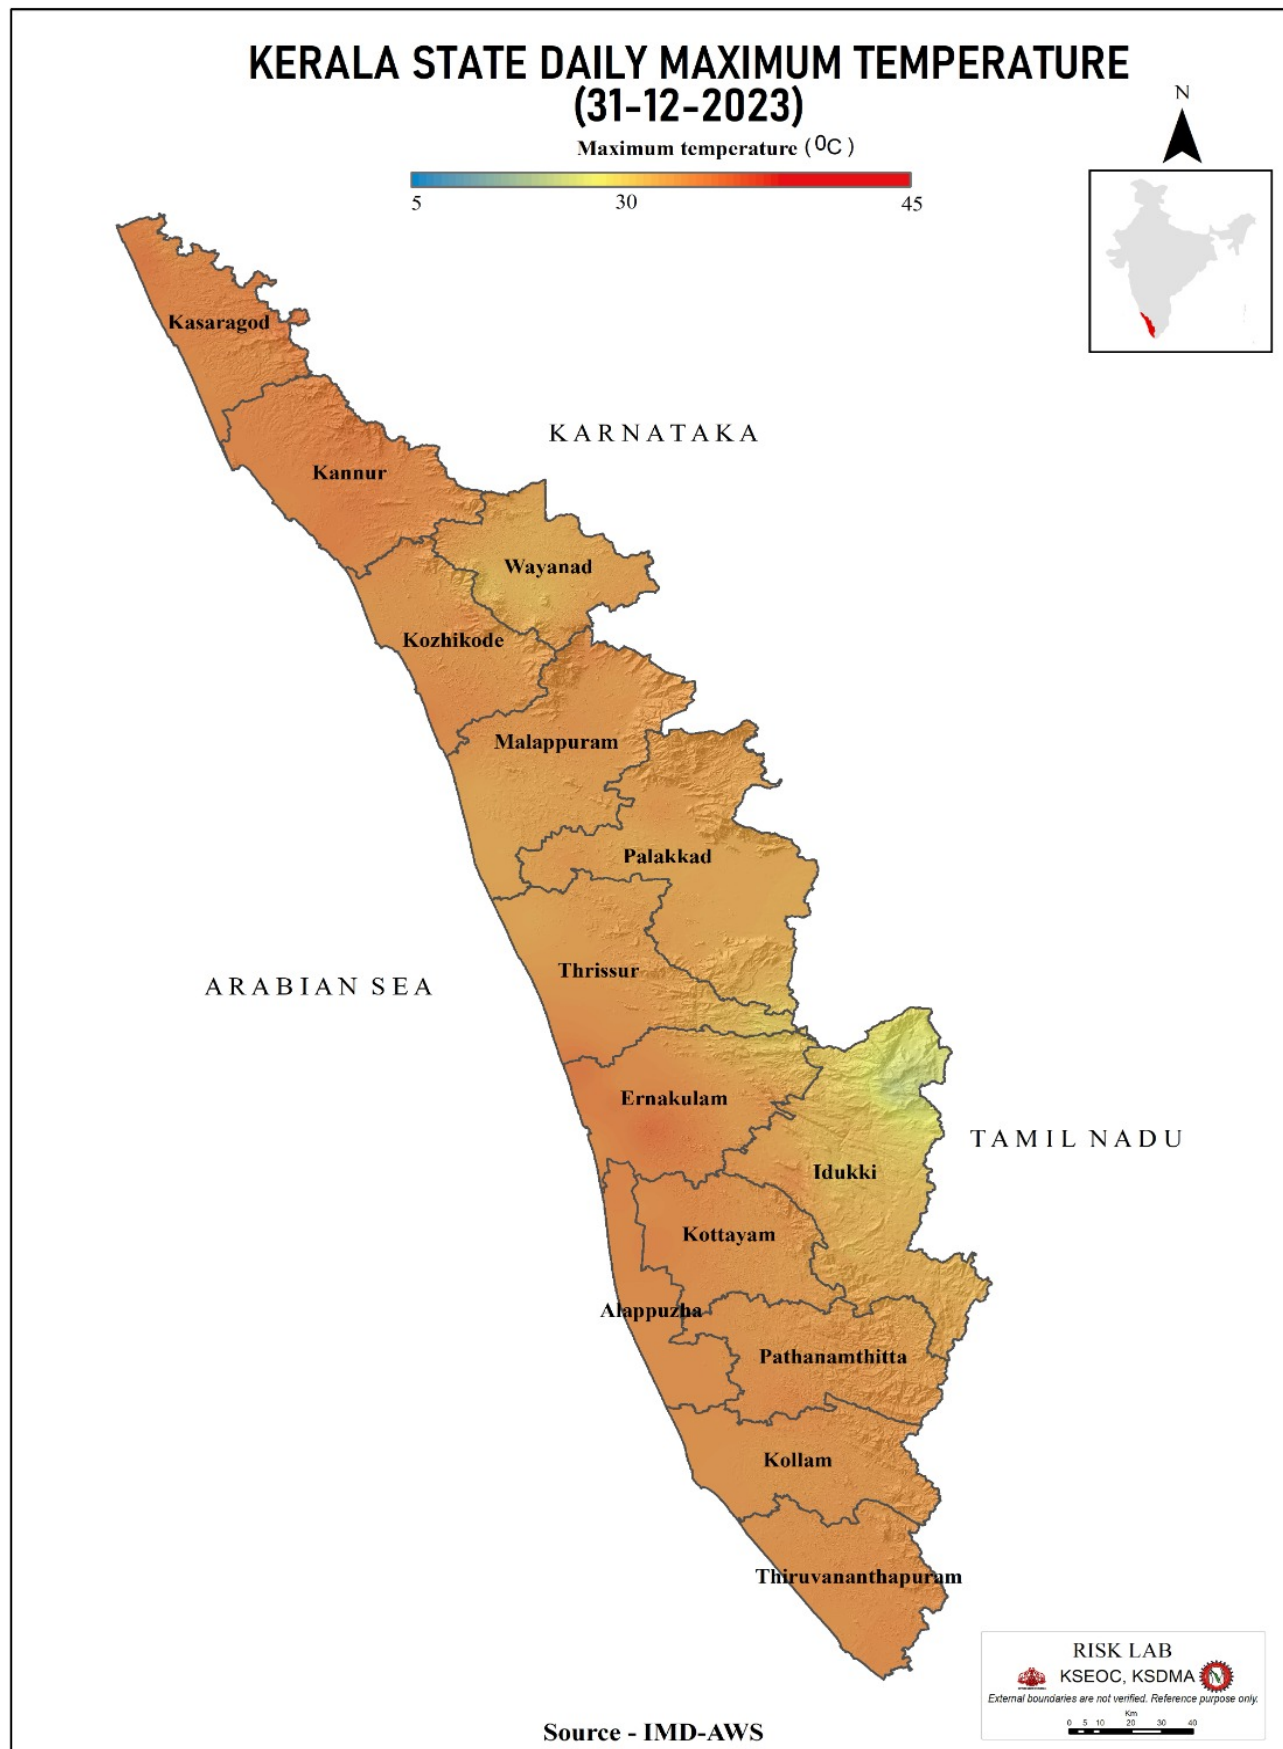 KERALA STATE DAILY MAXIMUM TEMPERATURE
(31-12-2023)
N
Maximum temperature (⁰C )
5 30 45
Kasaragod
KARNATAKA
Kannur
Wayanad
Kozhikode
Malappuram
Palakkad
Thrissur
ARABIAN SEA
Ernakulam
TAMIL NADU
Idukki
Kottayam
Alappuzha
Pathanamthitta
Kollam
Thiruvananthapuram
RISK LAB
KSEOC, KSDMA
External boundaries are not verified. Reference purpose only.
Km
0 5 10 20 30 40
Source - IMD-AWS